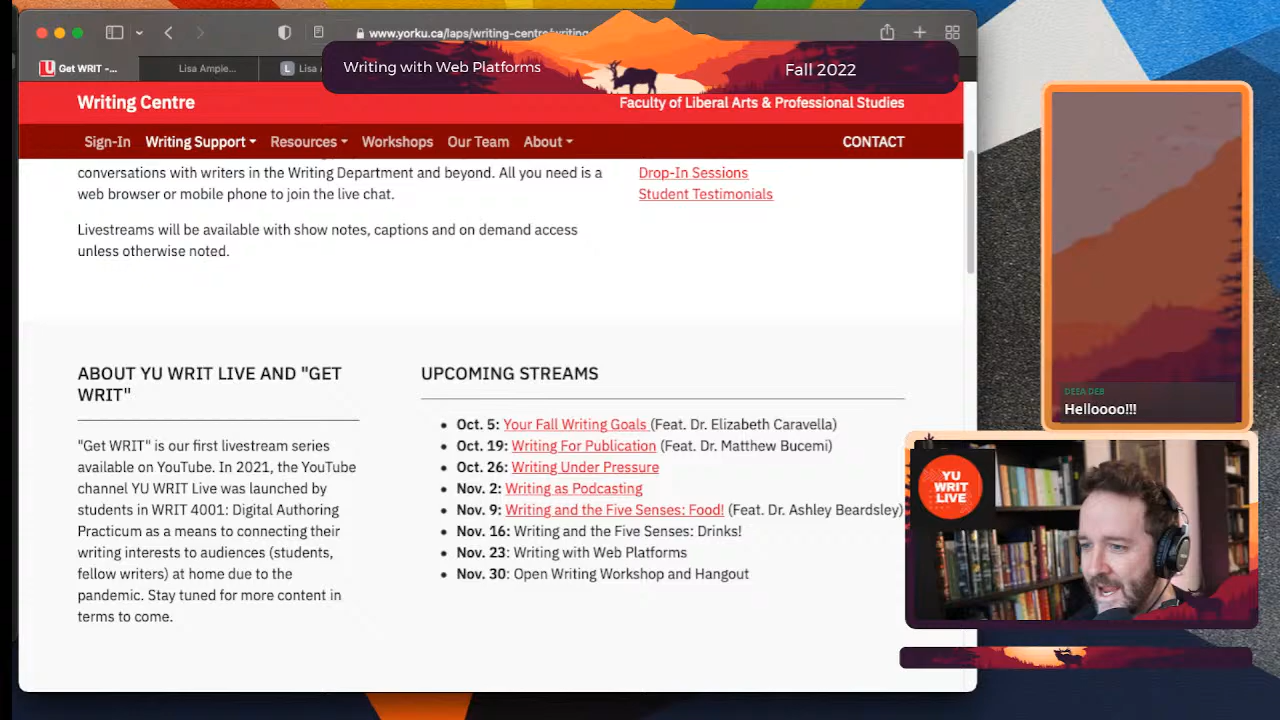 www.yorku.ca/laps/writing-centre/writing
Get WRIT -...
Lisa Ample...
L Lisa
Writing with Web Platforms
Fall 2022
Writing Centre
Faculty of Liberal Arts & Professional Studies
Sign-In Writing Support Resources Workshops Our Team About CONTACT
conversations with writers in the Writing Department and beyond. All you need is a
web browser or mobile phone to join the live chat.
Drop-In Sessions
Student Testimonials
Livestreams will be available with show notes, captions and on demand access
unless otherwise noted.
ABOUT YU WRIT LIVE AND "GET
WRIT"
"Get WRIT" is our first livestream series
available on YouTube. In 2021, the YouTube
channel YU WRIT Live was launched by
students in WRIT 4001: Digital Authoring
Practicum as a means to connecting their
writing interests to audiences (students,
fellow writers) at home due to the
pandemic. Stay tuned for more content in
terms to come.
UPCOMING STREAMS
Oct. 5: Your Fall Writing Goals (Feat. Dr. Elizabeth Caravella)
Oct. 19: Writing For Publication (Feat. Dr. Matthew Bucemi)
Oct. 26: Writing Under Pressure
Nov. 2: Writing as Podcasting
Nov. 9: Writing and the Five Senses: Food! (Feat. Dr. Ashley Beardsley)
Nov. 16: Writing and the Five Senses: Drinks!
Nov. 23: Writing with Web Platforms
Nov. 30: Open Writing Workshop and Hangout
DEEA DEB
Helloooo!!!
YU
WRIT
LIVE